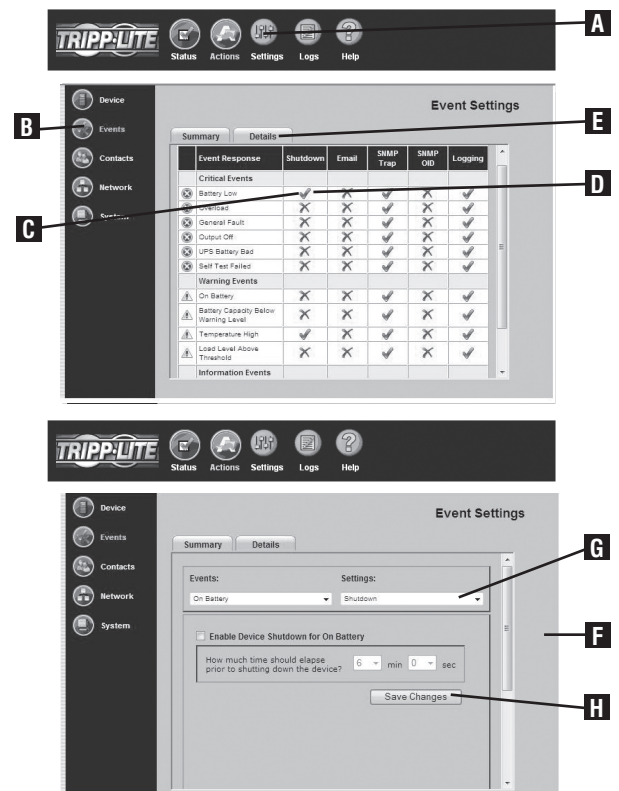 TRIPP·LITE
Status Actions Settings Logs Help
A
Device
Events
Contacts
Network
System
B
C
D
E
Event Settings
Summary Details
Event Response Shutdown Email SNMP Trap SNMP OID Logging
Critical Events
Battery Low
Overload
General Fault
Output Off
UPS Battery Bad
Self Test Failed
Warning Events
On Battery
Battery Capacity Below
Warning Level
Temperature High
Load Level Above
Threshold
Information Events
TRIPP·LITE
Status Actions Settings Logs Help
Device
Events
Contacts
Network
System
Event Settings
Summary Details
G
Events: Settings:
On Battery Shutdown
F
Enable Device Shutdown for On Battery
How much time should elapse
prior to shutting down the device? 6 min 0 sec
Save Changes
H